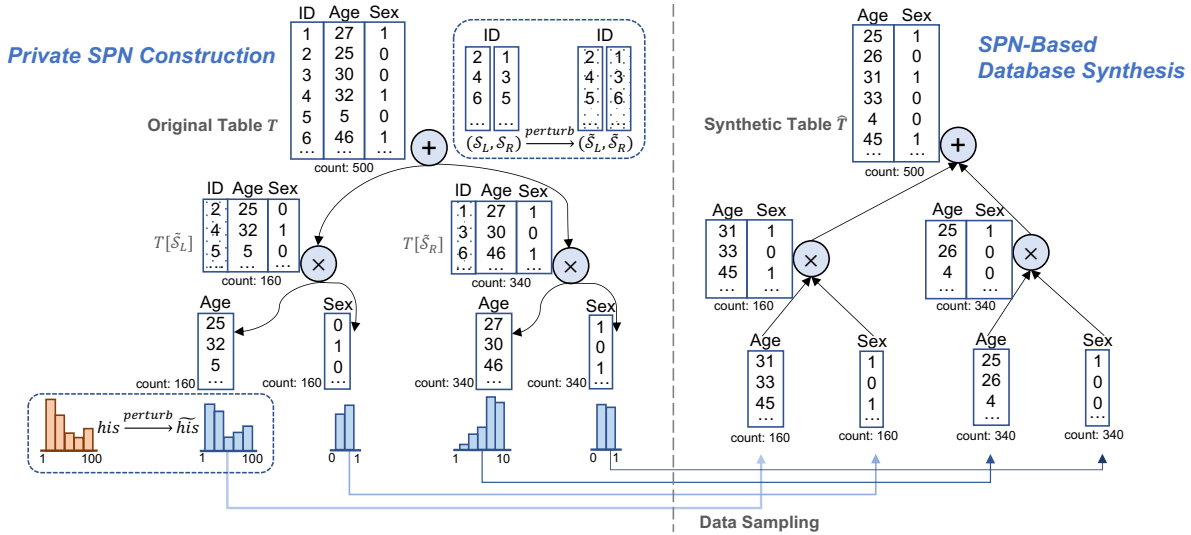 Private SPN Construction
Original Table T
ID Age Sex
1 27 1
2 25 0
3 30 0
4 32 1
5 5 0
6 46 1
... ... ...
count: 500
+
ID
2 1
4 3
6 5
... ...
(S_L, S_R)
perturb
ID
2 1
4 3
5 6
... ...
(S̃_L, S̃_R)
T[S̃_L]
ID Age Sex
2 25 0
4 32 1
5 5 0
... ... ...
count: 160
×
T[S̃_R]
ID Age Sex
1 27 1
3 30 0
6 46 1
... ... ...
count: 340
×
Age
25
32
5
...
count: 160
Sex
0
1
0
...
count: 160
Age
27
30
46
...
count: 340
Sex
1
0
1
...
count: 340
1 100
his
perturb
h͠is
1 100
0 1
1 10
0 1
SPN-Based
Database Synthesis
Synthetic Table T̂
Age Sex
25 1
26 0
31 1
33 0
4 0
45 1
... ...
count: 500
+
Age Sex
31 1
33 0
45 1
... ...
count: 160
×
Age Sex
25 1
26 0
4 0
... ...
count: 340
×
Age
31
33
45
...
count: 160
Sex
1
0
1
...
count: 160
Age
25
26
4
...
count: 340
Sex
1
0
0
...
count: 340
Data Sampling